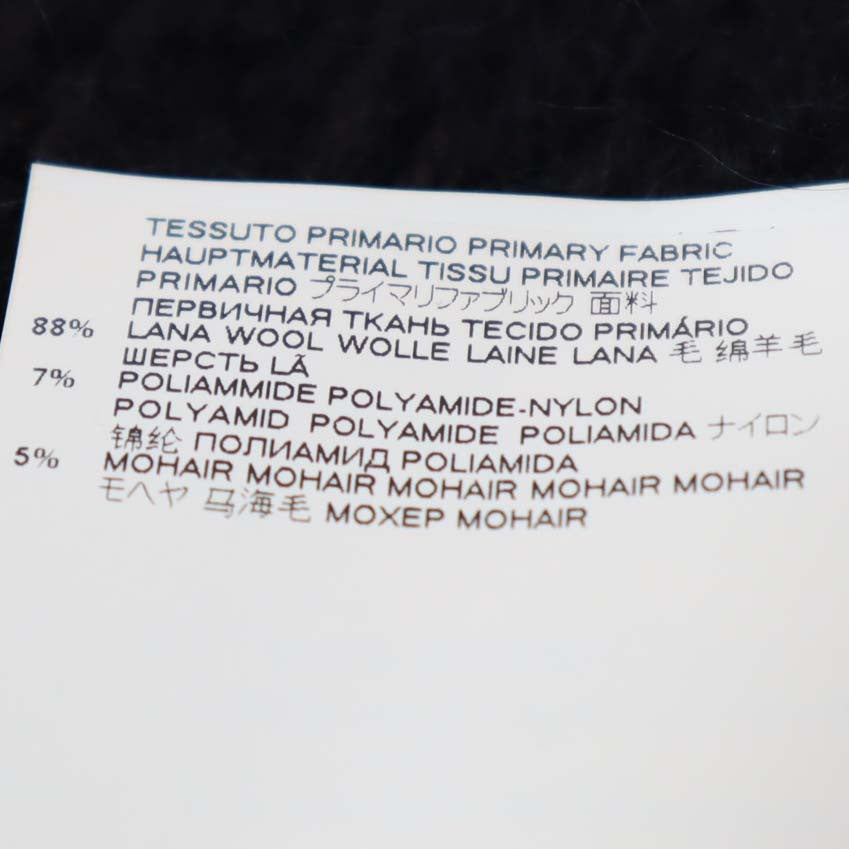 TESSUTO PRIMARIO PRIMARY FABRIC
HAUPTMATERIAL TISSU PRIMAIRE TEJIDO
PRIMARIO プライマリファブリック 面料
ПЕРВИЧНАЯ ТКАНЬ TECIDO PRIMÁRIO
88% LANA WOOL WOLLE LAINE LANA 毛 绵羊毛
ШЕРСТЬ LÃ
7% POLIAMMIDE POLYAMIDE-NYLON
POLYAMID POLYAMIDE POLIAMIDA ナイロン
锦纶 ПОЛИАМИД POLIAMIDA
5% MOHAIR MOHAIR MOHAIR MOHAIR MOHAIR
モヘヤ 马海毛 МОХЕР MOHAIR